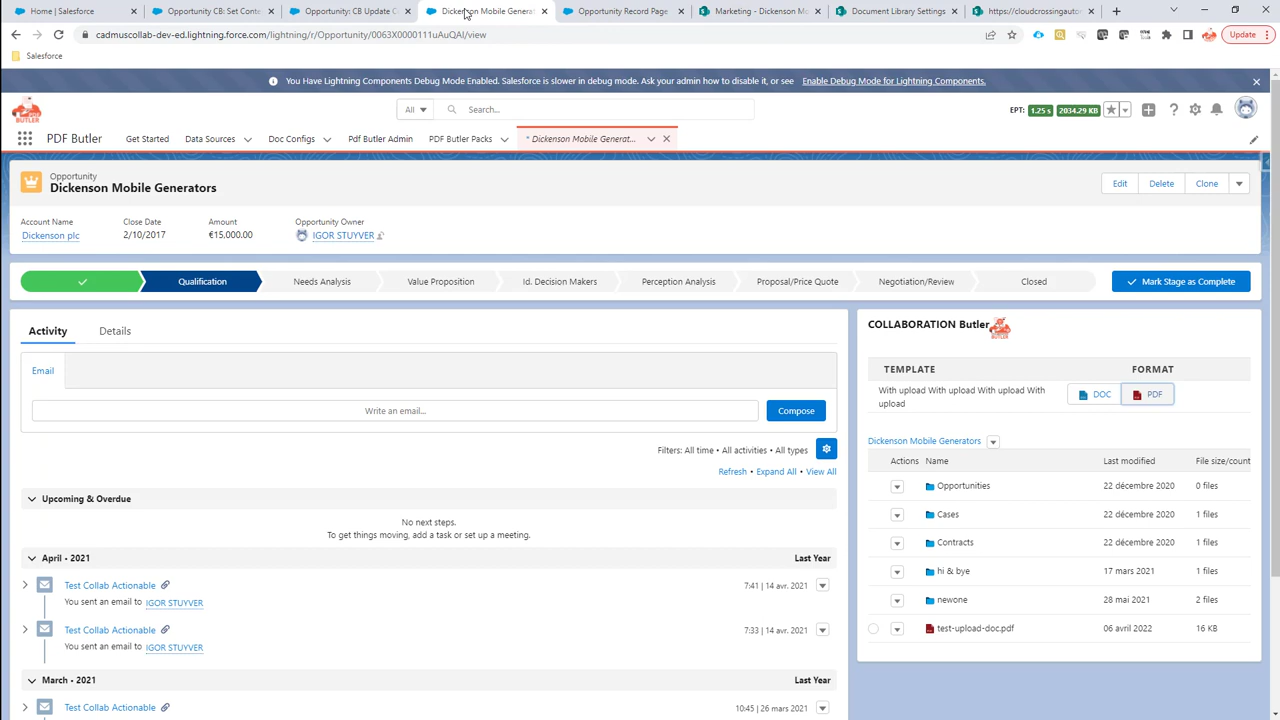 Home | Salesforce
Opportunity CB: Set Conte
Opportunity: CB Update C
Dickenson Mobile Generat
Opportunity Record Page
Marketing - Dickenson Mo
Document Library Settings
https://cloudcrossingauto
cadmuscollab-dev-ed.lightning.force.com/lightning/r/Opportunity/0063X0000111uAuQAI/view
Update
Salesforce
You Have Lightning Components Debug Mode Enabled. Salesforce is slower in debug mode. Ask your admin how to disable it, or see Enable Debug Mode for Lightning Components.
All
Search...
EPT: 1.25 s 2034.29 KB
PDF Butler
Get Started
Data Sources
Doc Configs
Pdf Butler Admin
PDF Butler Packs
* Dickenson Mobile Generat...
Opportunity
Dickenson Mobile Generators
Edit
Delete
Clone
Account Name
Close Date
Amount
Opportunity Owner
Dickenson plc
2/10/2017
€15,000.00
IGOR STUYVER
Qualification
Needs Analysis
Value Proposition
Id. Decision Makers
Perception Analysis
Proposal/Price Quote
Negotiation/Review
Closed
Mark Stage as Complete
Activity
Details
Email
Write an email...
Compose
Filters: All time • All activities • All types
Refresh • Expand All • View All
Upcoming & Overdue
No next steps.
To get things moving, add a task or set up a meeting.
April • 2021
Last Year
Test Collab Actionable
7:41 | 14 avr. 2021
You sent an email to IGOR STUYVER
Test Collab Actionable
7:33 | 14 avr. 2021
You sent an email to IGOR STUYVER
March • 2021
Last Year
Test Collab Actionable
10:45 | 26 mars 2021
COLLABORATION Butler
TEMPLATE
FORMAT
With upload With upload With upload With
upload
DOC
PDF
Dickenson Mobile Generators
Actions
Name
Last modified
File size/count
Opportunities
22 décembre 2020
0 files
Cases
22 décembre 2020
1 files
Contracts
22 décembre 2020
1 files
hi & bye
17 mars 2021
1 files
newone
28 mai 2021
2 files
test-upload-doc.pdf
06 avril 2022
16 KB